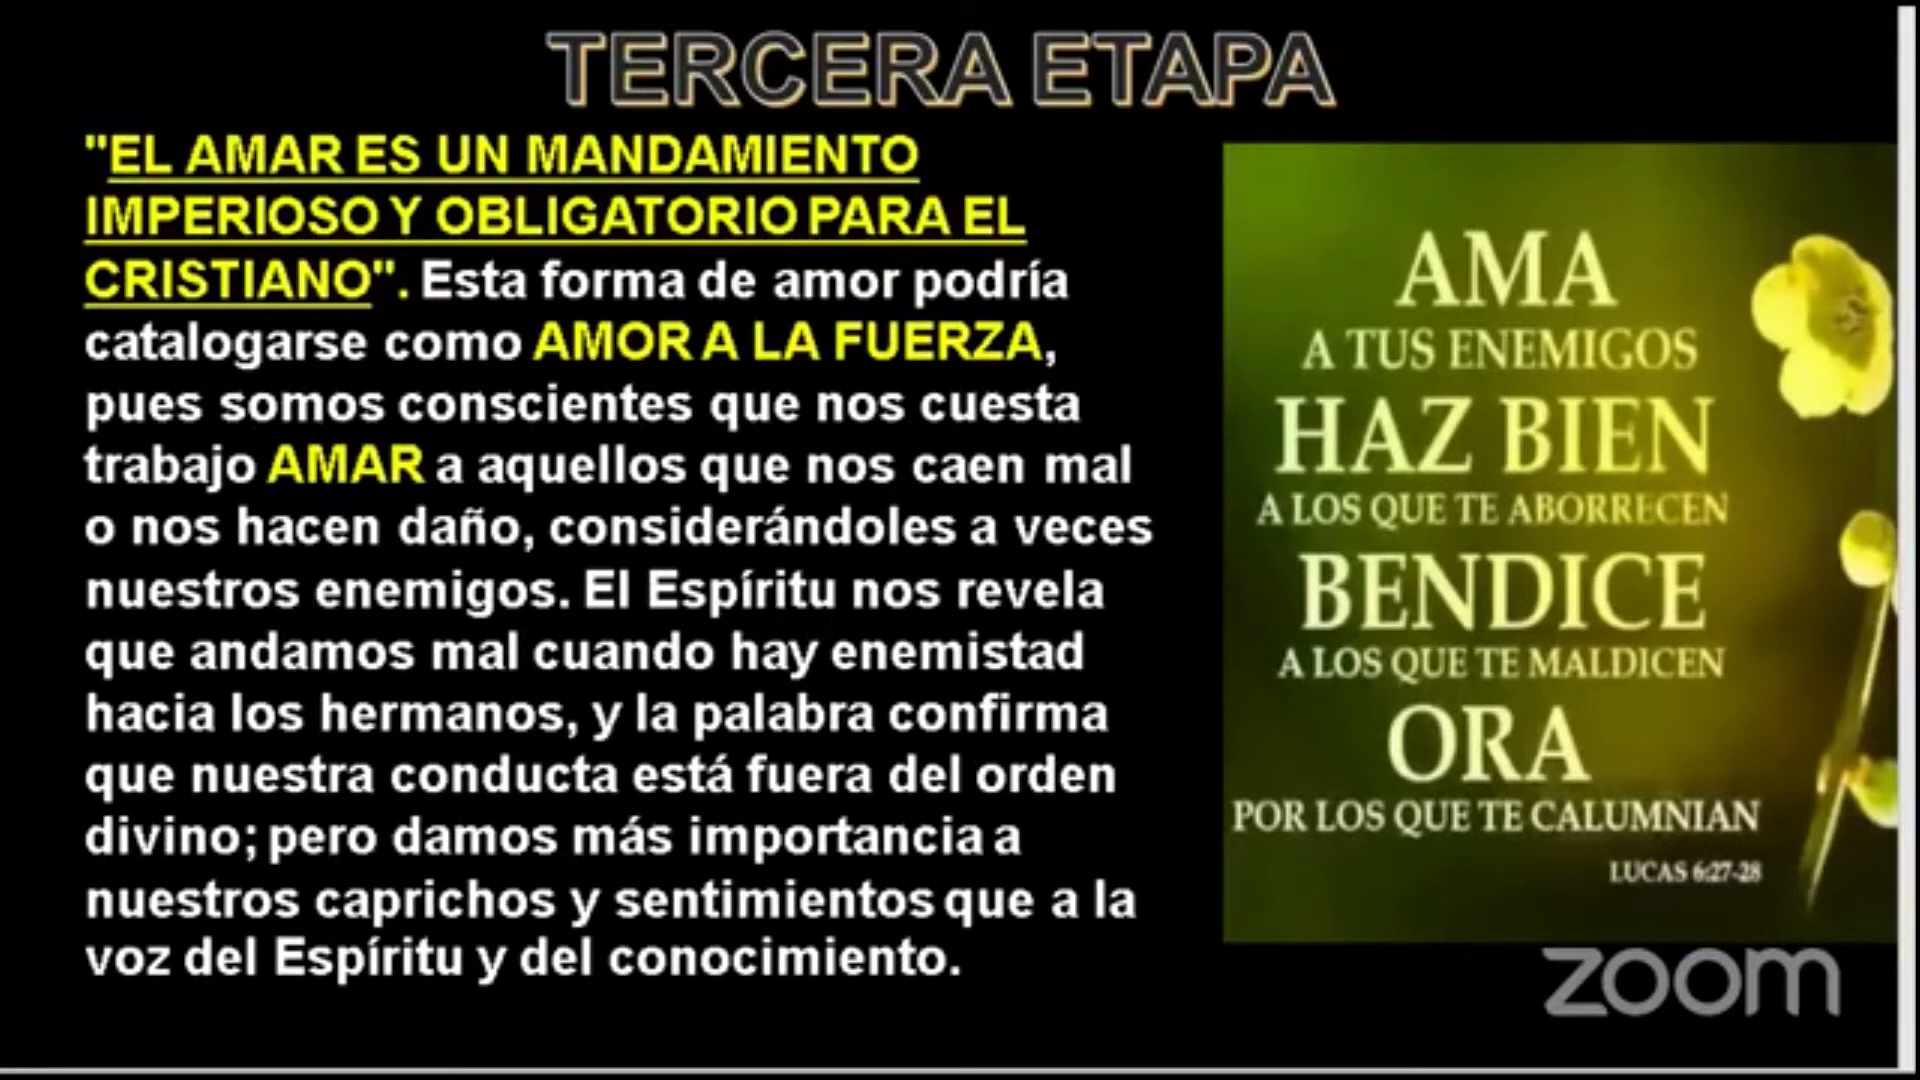 TERCERA ETAPA
"EL AMAR ES UN MANDAMIENTO
IMPERIOSO Y OBLIGATORIO PARA EL
CRISTIANO". Esta forma de amor podría
catalogarse como AMOR A LA FUERZA,
pues somos conscientes que nos cuesta
trabajo AMAR a aquellos que nos caen mal
o nos hacen daño, considerándoles a veces
nuestros enemigos. El Espíritu nos revela
que andamos mal cuando hay enemistad
hacia los hermanos, y la palabra confirma
que nuestra conducta está fuera del orden
divino; pero damos más importancia a
nuestros caprichos y sentimientos que a la
voz del Espíritu y del conocimiento.
AMA
A TUS ENEMIGOS
HAZ BIEN
A LOS QUE TE ABORRECEN
BENDICE
A LOS QUE TE MALDICEN
ORA
POR LOS QUE TE CALUMNIAN
LUCAS 6:27-28
zoom